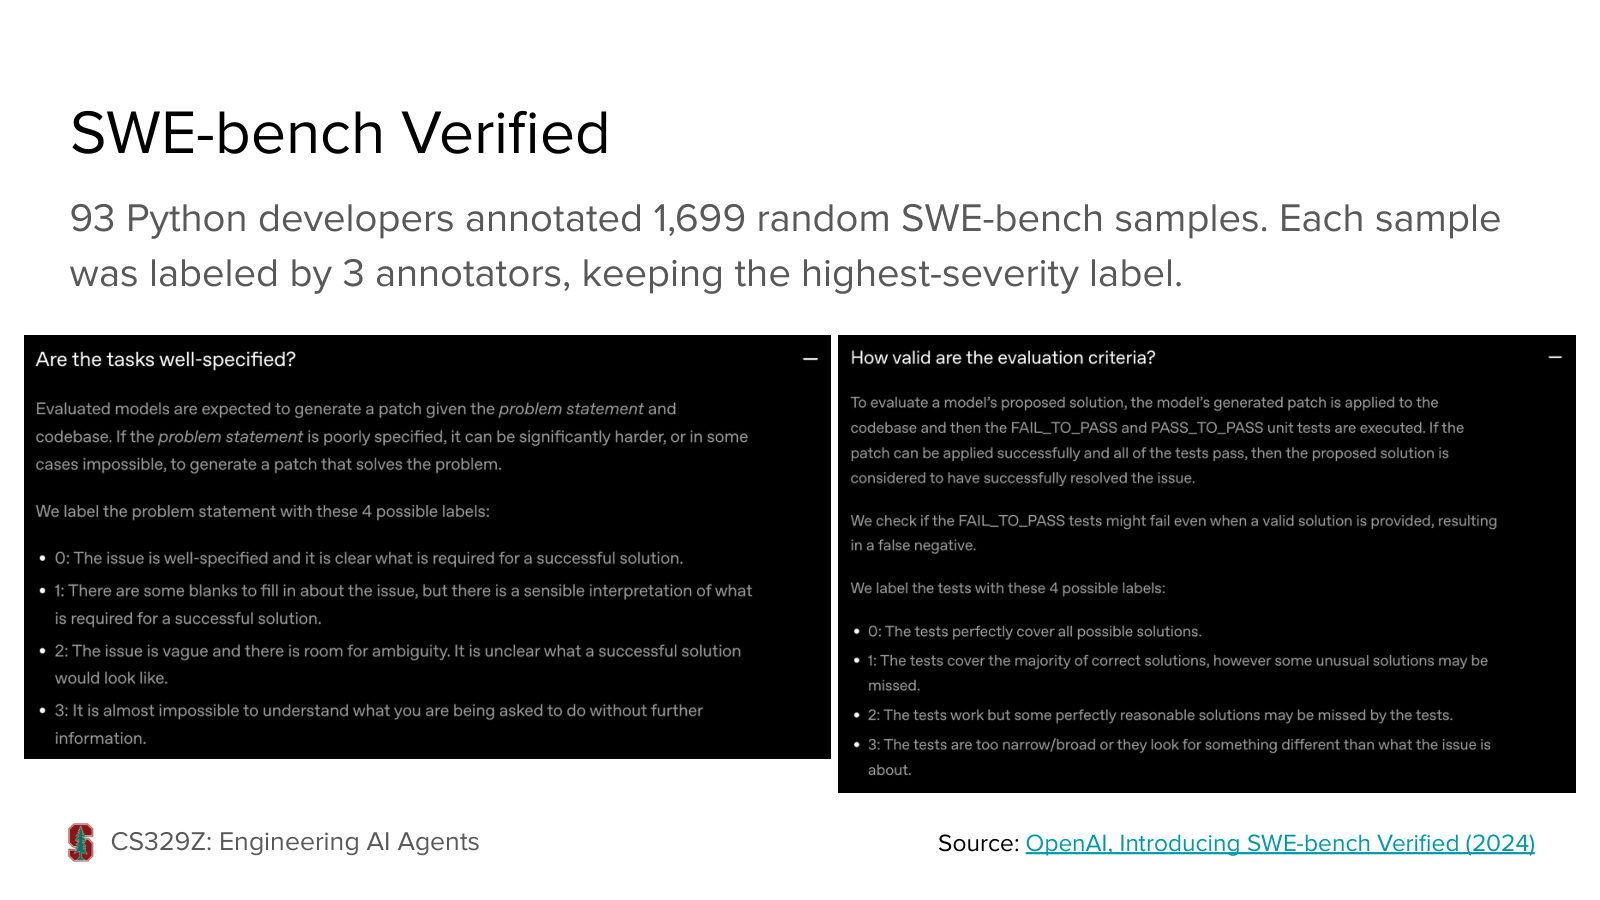 SWE-bench Verified
93 Python developers annotated 1,699 random SWE-bench samples. Each sample
was labeled by 3 annotators, keeping the highest-severity label.
Are the tasks well-specified?
Evaluated models are expected to generate a patch given the problem statement and
codebase. If the problem statement is poorly specified, it can be significantly harder, or in some
cases impossible, to generate a patch that solves the problem.
We label the problem statement with these 4 possible labels:
• 0: The issue is well-specified and it is clear what is required for a successful solution.
• 1: There are some blanks to fill in about the issue, but there is a sensible interpretation of what
is required for a successful solution.
• 2: The issue is vague and there is room for ambiguity. It is unclear what a successful solution
would look like.
• 3: It is almost impossible to understand what you are being asked to do without further
information.
How valid are the evaluation criteria?
To evaluate a model's proposed solution, the model's generated patch is applied to the
codebase and then the FAIL_TO_PASS and PASS_TO_PASS unit tests are executed. If the
patch can be applied successfully and all of the tests pass, then the proposed solution is
considered to have successfully resolved the issue.
We check if the FAIL_TO_PASS tests might fail even when a valid solution is provided, resulting
in a false negative.
We label the tests with these 4 possible labels:
• 0: The tests perfectly cover all possible solutions.
• 1: The tests cover the majority of correct solutions, however some unusual solutions may be
missed.
• 2: The tests work but some perfectly reasonable solutions may be missed by the tests.
• 3: The tests are too narrow/broad or they look for something different than what the issue is
about.
CS329Z: Engineering AI Agents
Source: OpenAI, Introducing SWE-bench Verified (2024)